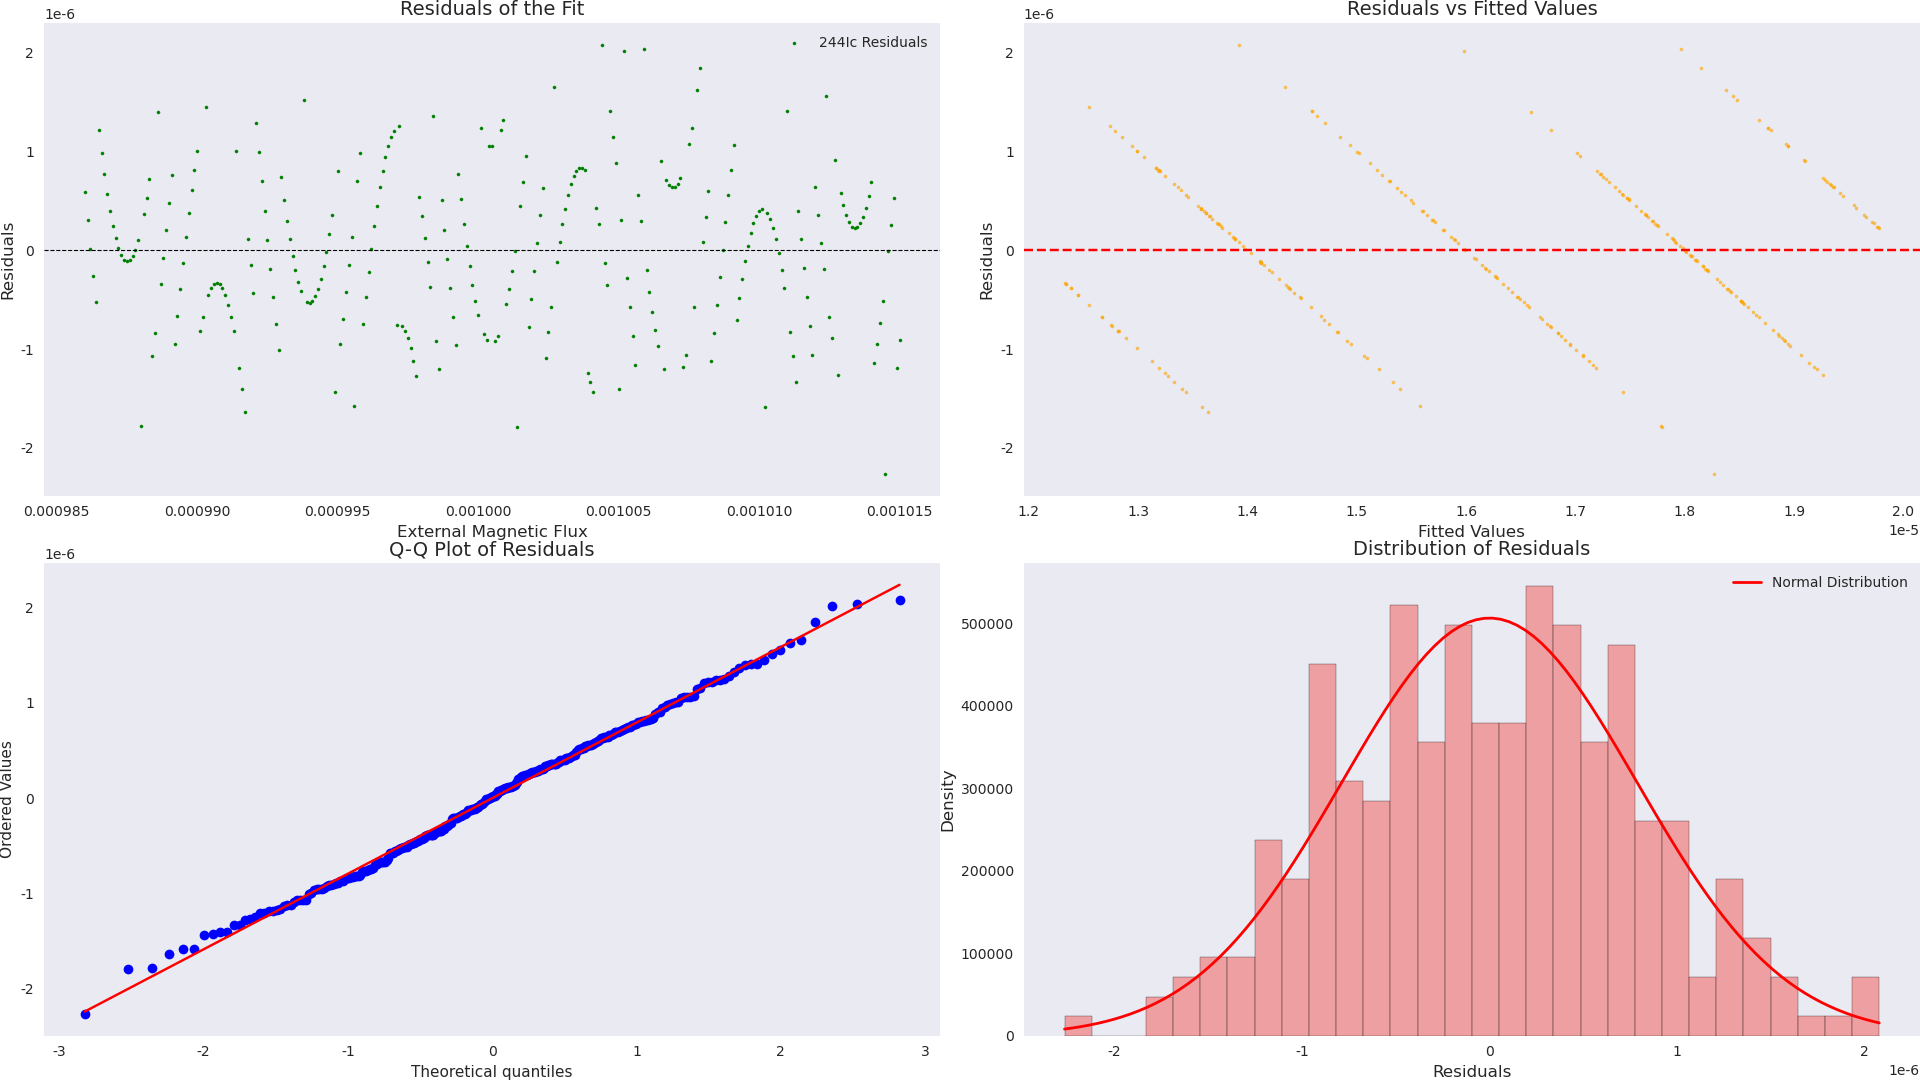 Residuals of the Fit
1e-6
244Ic Residuals
2
1
0
-1
-2
Residuals
0.000985 0.000990 0.000995 0.001000 0.001005 0.001010 0.001015
External Magnetic Flux
Residuals vs Fitted Values
1e-6
2
1
0
-1
-2
Residuals
1.2 1.3 1.4 1.5 1.6 1.7 1.8 1.9 2.0
1e-5
Fitted Values
Q-Q Plot of Residuals
1e-6
2
1
0
-1
-2
Ordered Values
-3 -2 -1 0 1 2 3
Theoretical quantiles
Distribution of Residuals
Normal Distribution
500000
400000
300000
200000
100000
0
Density
-2 -1 0 1 2
1e-6
Residuals